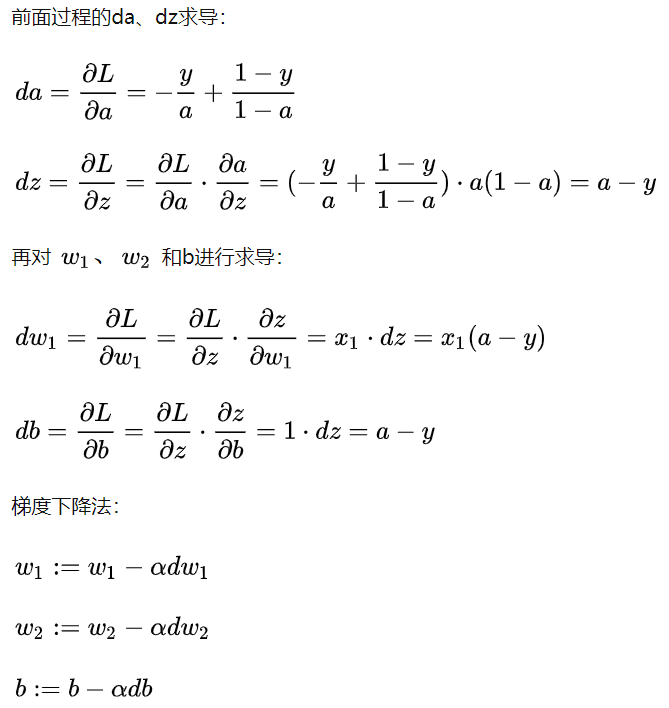 前面过程的da、dz求导：
da = ∂L/∂a = −y/a + (1−y)/(1−a)
dz = ∂L/∂z = ∂L/∂a · ∂a/∂z = (−y/a + (1−y)/(1−a)) · a(1−a) = a − y
再对 w₁、 w₂ 和b进行求导：
dw₁ = ∂L/∂w₁ = ∂L/∂z · ∂z/∂w₁ = x₁ · dz = x₁(a − y)
db = ∂L/∂b = ∂L/∂z · ∂z/∂b = 1 · dz = a − y
梯度下降法：
w₁ := w₁ − αdw₁
w₂ := w₂ − αdw₂
b := b − αdb